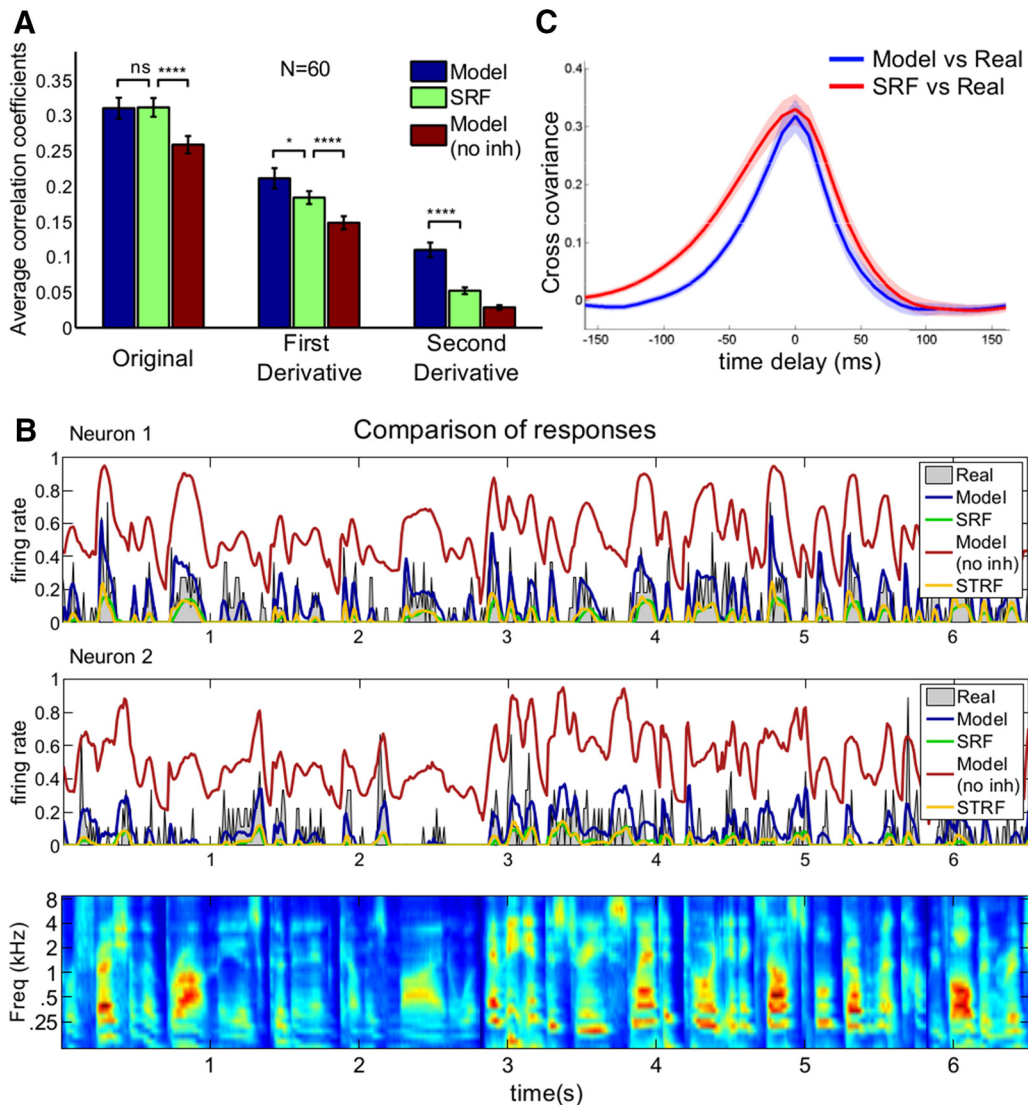 A
Average correlation coefficients
0.35
0.3
0.25
0.2
0.15
0.1
0.05
0
ns
****
N=60
*
****
****
Model
SRF
Model
(no inh)
Original
First
Derivative
Second
Derivative
C
Model vs Real
SRF vs Real
Cross covariance
0.4
0.3
0.2
0.1
0
-150
-100
-50
0
50
100
150
time delay (ms)
B
Neuron 1
Comparison of responses
firing rate
1
0.8
0.6
0.4
0.2
0
Real
Model
SRF
Model
(no inh)
STRF
1
2
3
4
5
6
Neuron 2
firing rate
1
0.8
0.6
0.4
0.2
0
Real
Model
SRF
Model
(no inh)
STRF
1
2
3
4
5
6
Freq (kHz)
8
4
2
1
.5
.25
1
2
3
4
5
6
time(s)